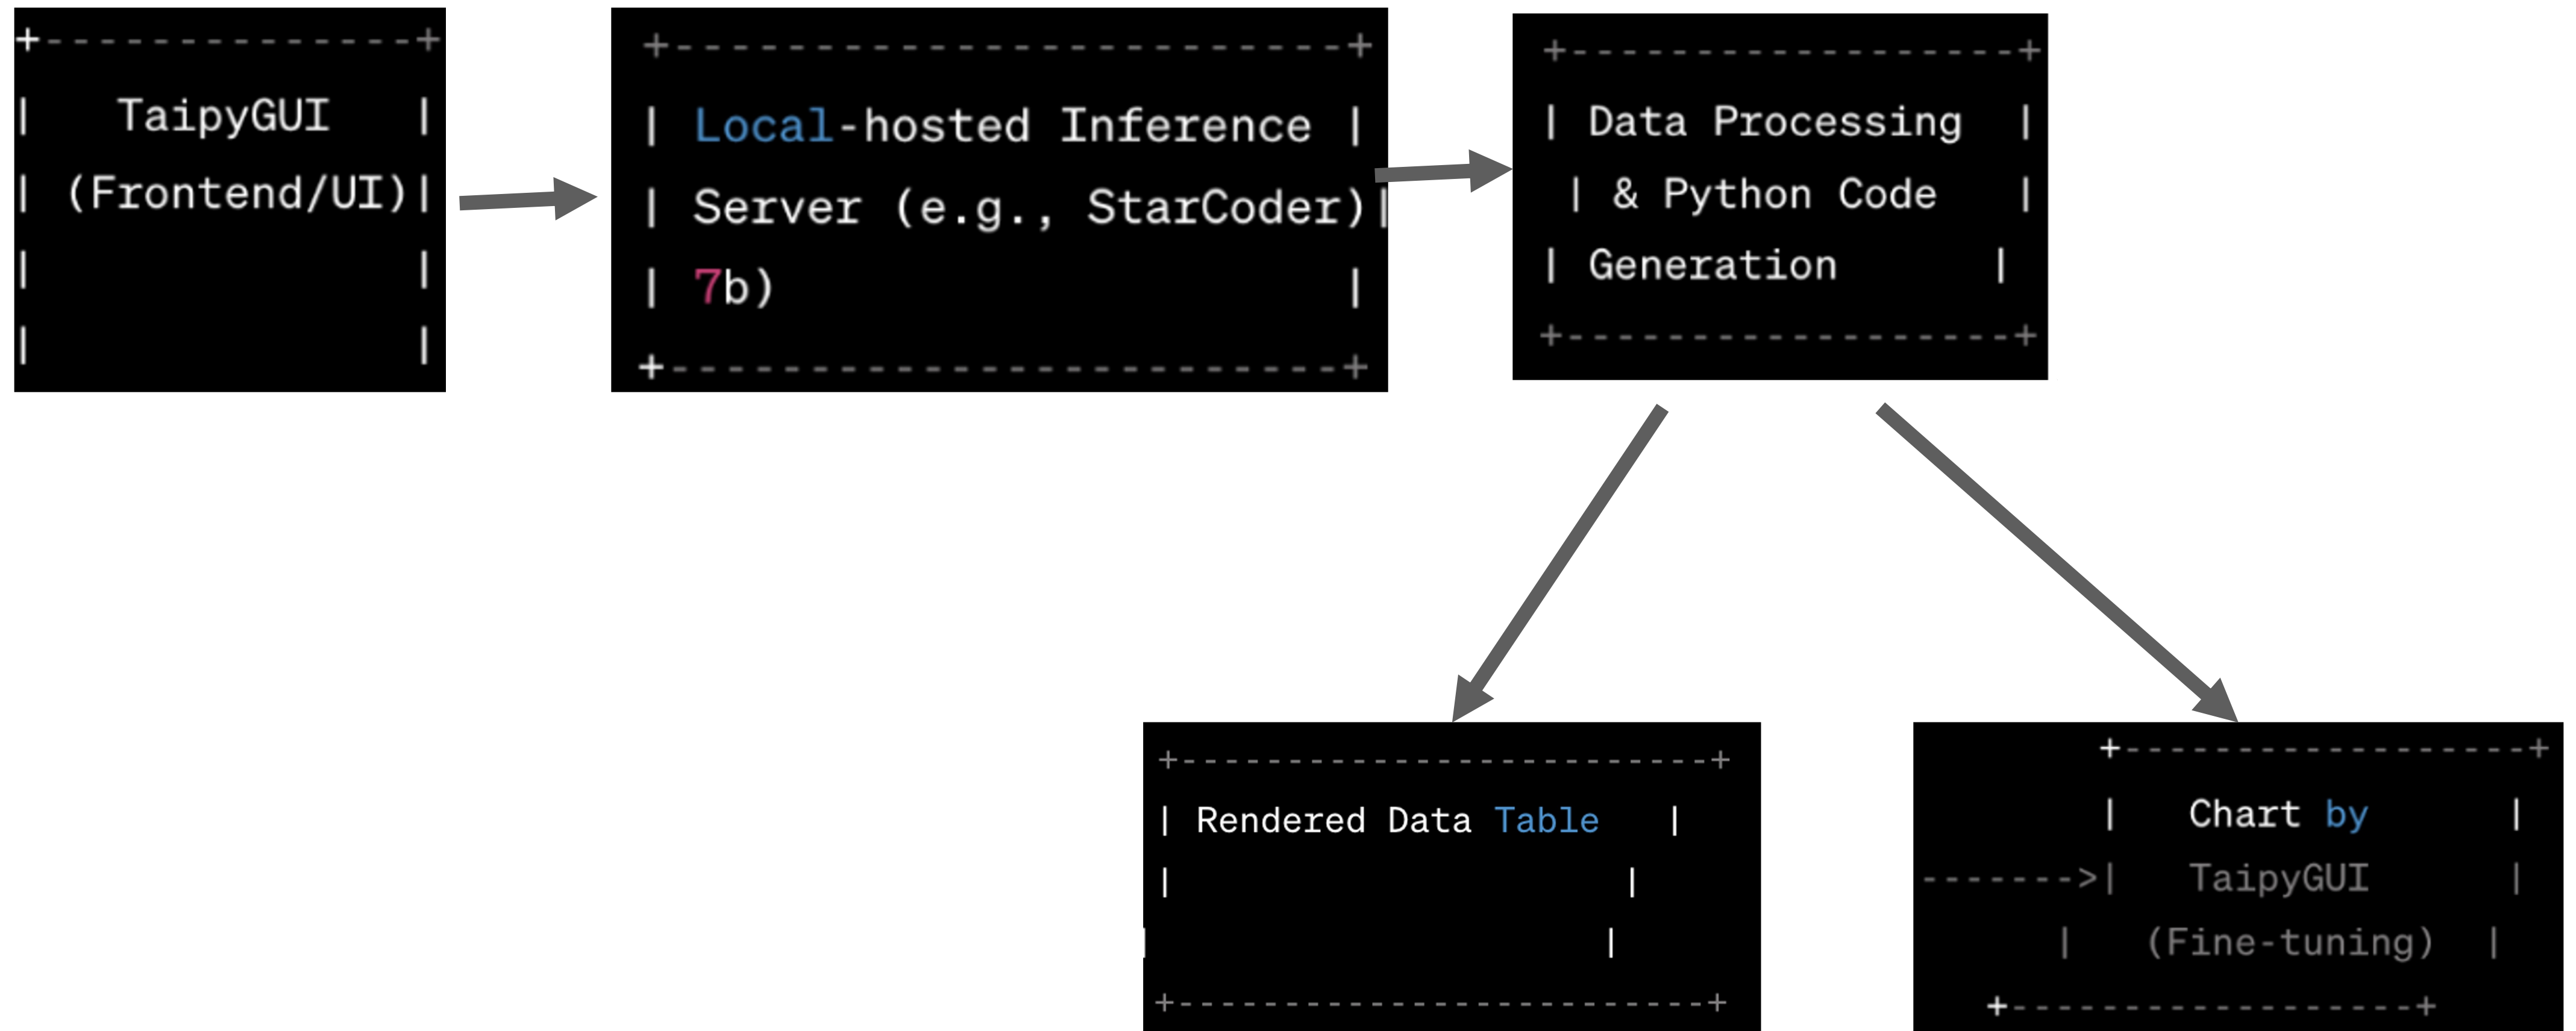 TaipyGUI
(Frontend/UI)
Local-hosted Inference
Server (e.g., StarCoder)
7b)
Data Processing
& Python Code
Generation
Rendered Data Table
Chart by
TaipyGUI
(Fine-tuning)